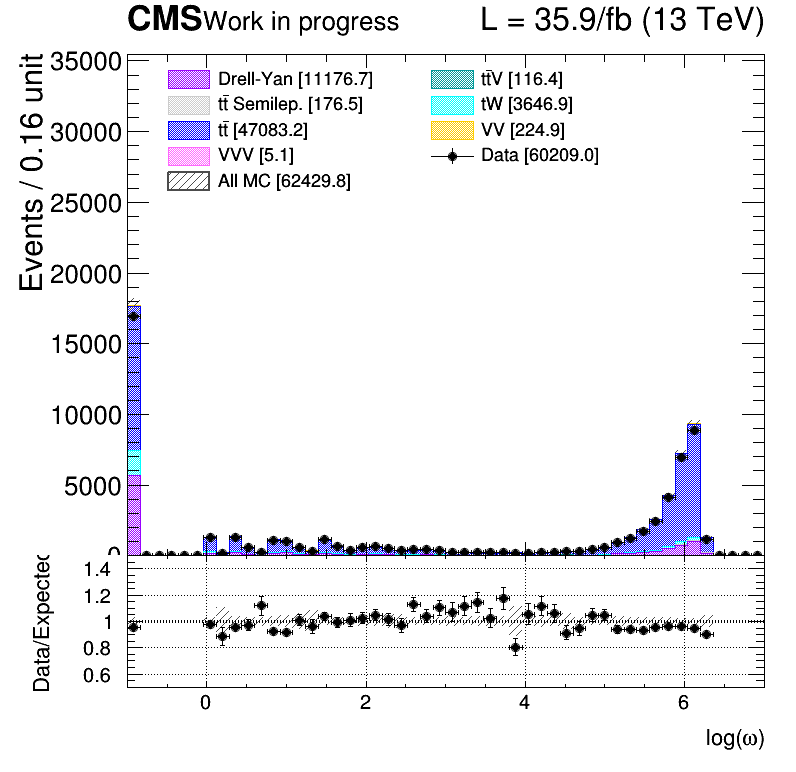 CMS Work in progress L = 35.9/fb (13 TeV)
Events / 0.16 unit
35000
30000
25000
20000
15000
10000
5000
0
Drell-Yan [11176.7]
tt̄ Semilep. [176.5]
tt̄ [47083.2]
VVV [5.1]
All MC [62429.8]
tt̄V [116.4]
tW [3646.9]
VV [224.9]
Data [60209.0]
Data/Expected
1.4
1.2
1
0.8
0.6
0 2 4 6
log(ω)